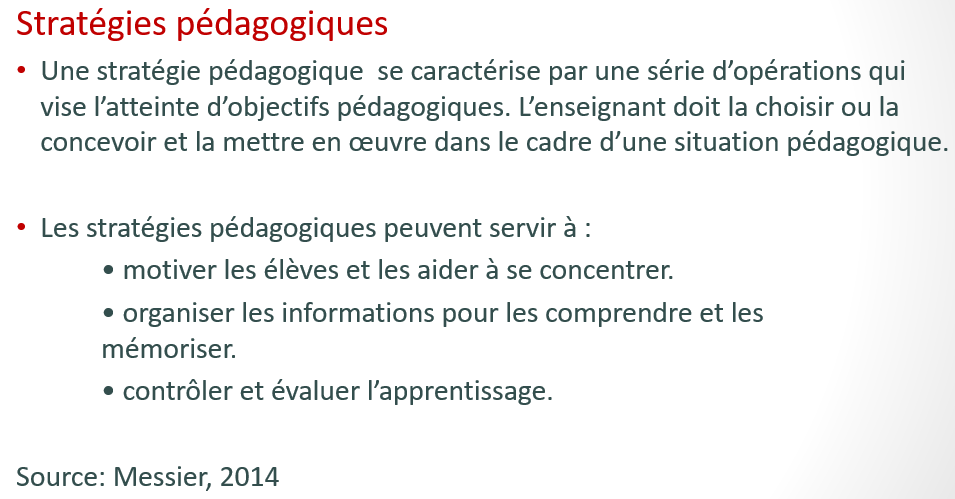 Stratégies pédagogiques
• Une stratégie pédagogique  se caractérise par une série d’opérations qui
vise l’atteinte d’objectifs pédagogiques. L’enseignant doit la choisir ou la
concevoir et la mettre en œuvre dans le cadre d’une situation pédagogique.
• Les stratégies pédagogiques peuvent servir à :
• motiver les élèves et les aider à se concentrer.
• organiser les informations pour les comprendre et les
mémoriser.
• contrôler et évaluer l’apprentissage.
Source: Messier, 2014